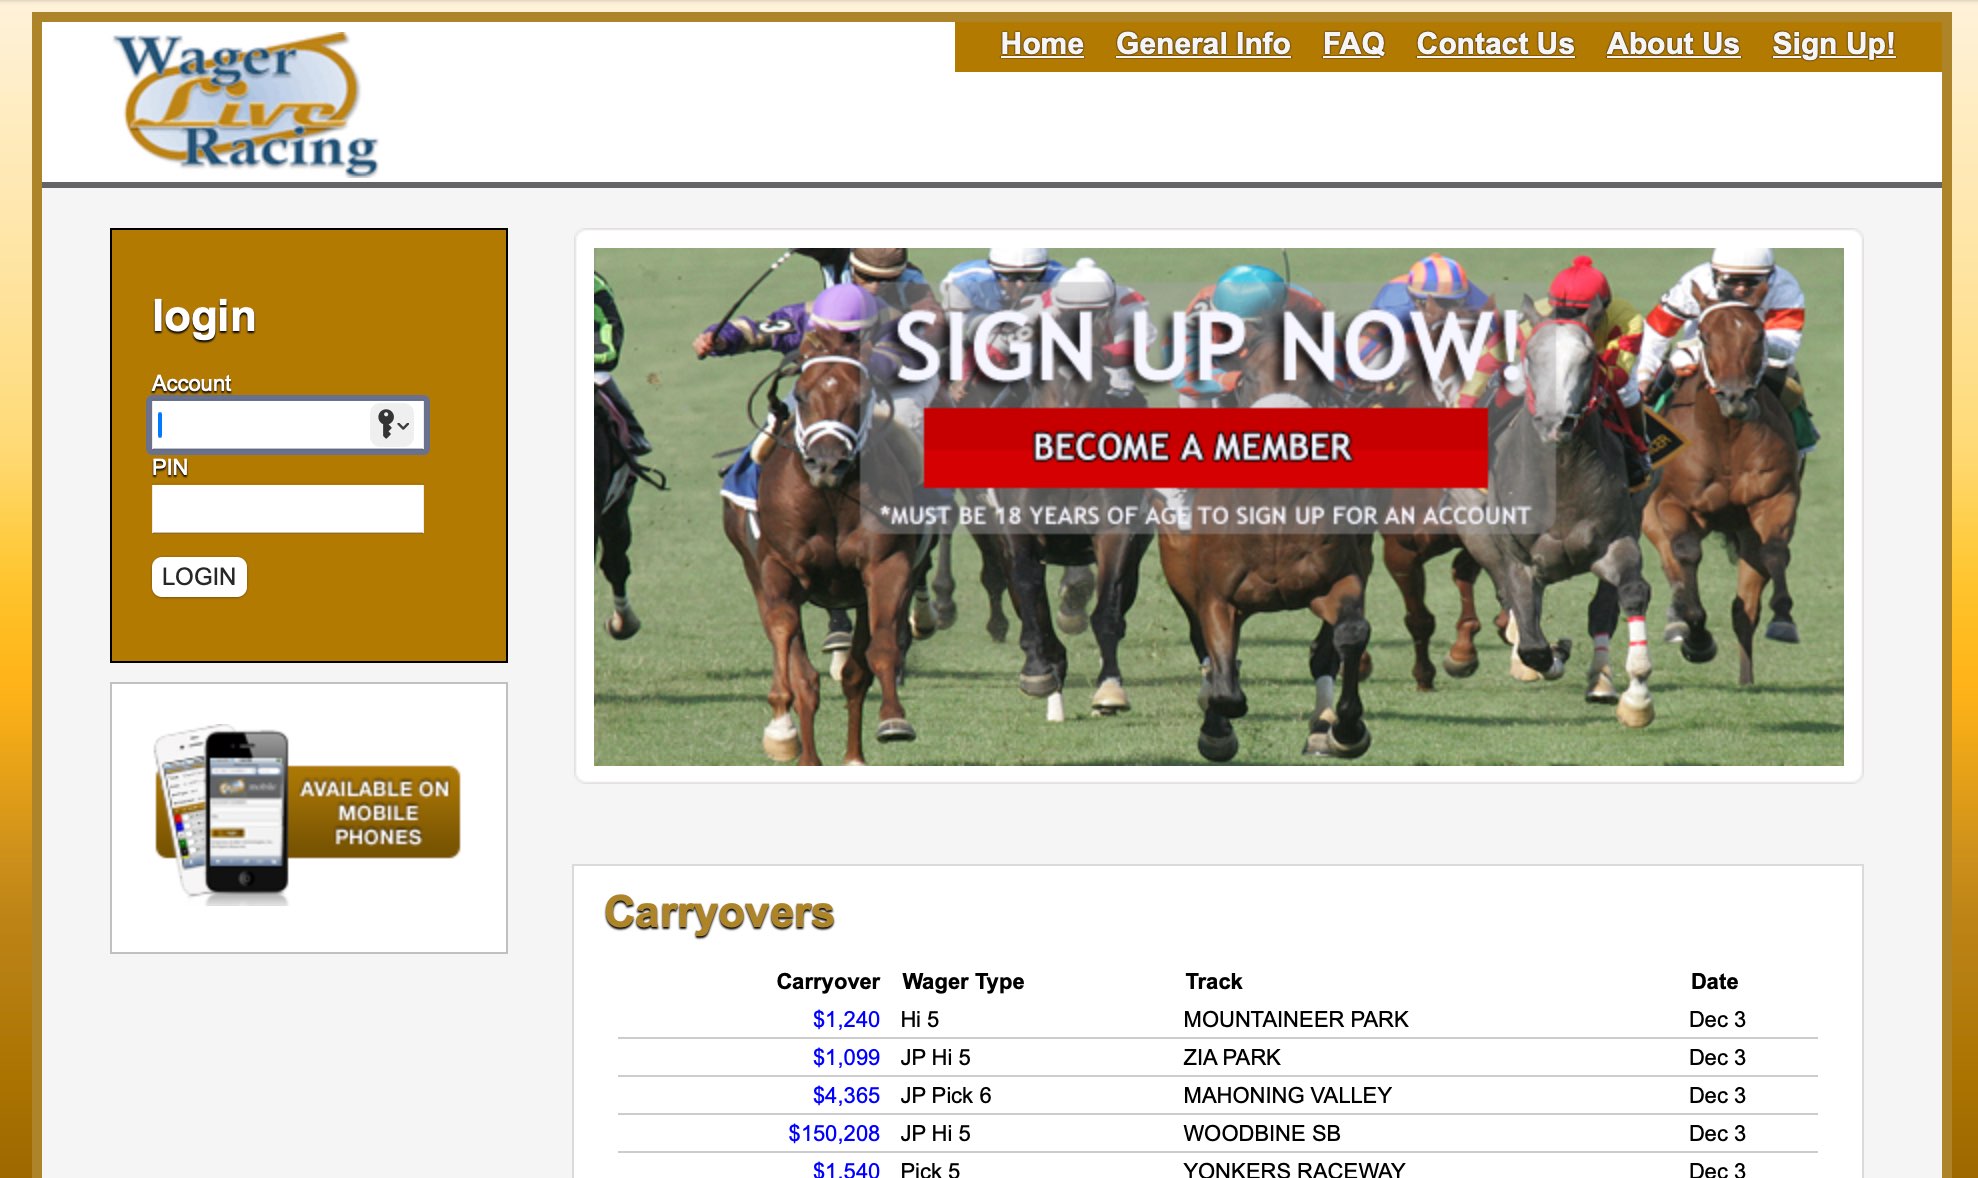 Wager
Live
Racing
Home General Info FAQ Contact Us About Us Sign Up!
login
Account
PIN
LOGIN
SIGN UP NOW!
BECOME A MEMBER
*MUST BE 18 YEARS OF AGE TO SIGN UP FOR AN ACCOUNT
AVAILABLE ON
MOBILE
PHONES
Carryovers
Carryover Wager Type Track Date
$1,240 Hi 5 MOUNTAINEER PARK Dec 3
$1,099 JP Hi 5 ZIA PARK Dec 3
$4,365 JP Pick 6 MAHONING VALLEY Dec 3
$150,208 JP Hi 5 WOODBINE SB Dec 3
$1,540 Pick 5 YONKERS RACEWAY Dec 3